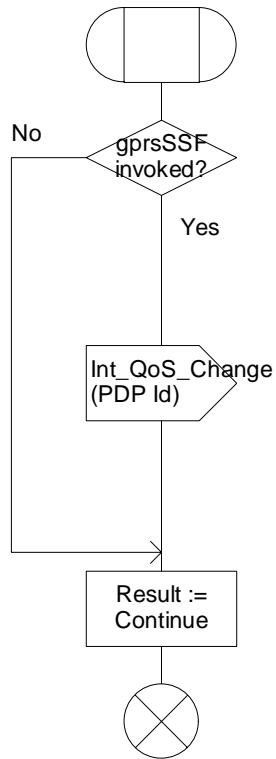 No
gprsSSF
invoked?
Yes
Int_QoS_Change
(PDP Id)
Result :=
Continue